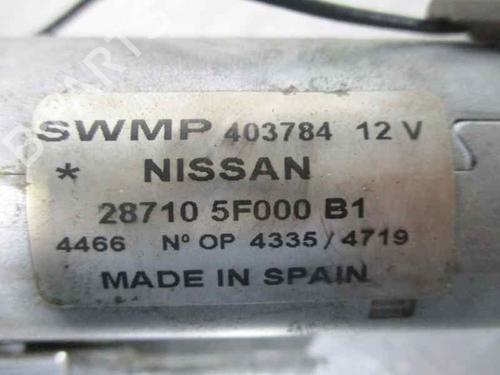 SWMP 403784 12 V
* NISSAN
28710 5F000 B1
4466 Nº OP 4335/4719
MADE IN SPAIN